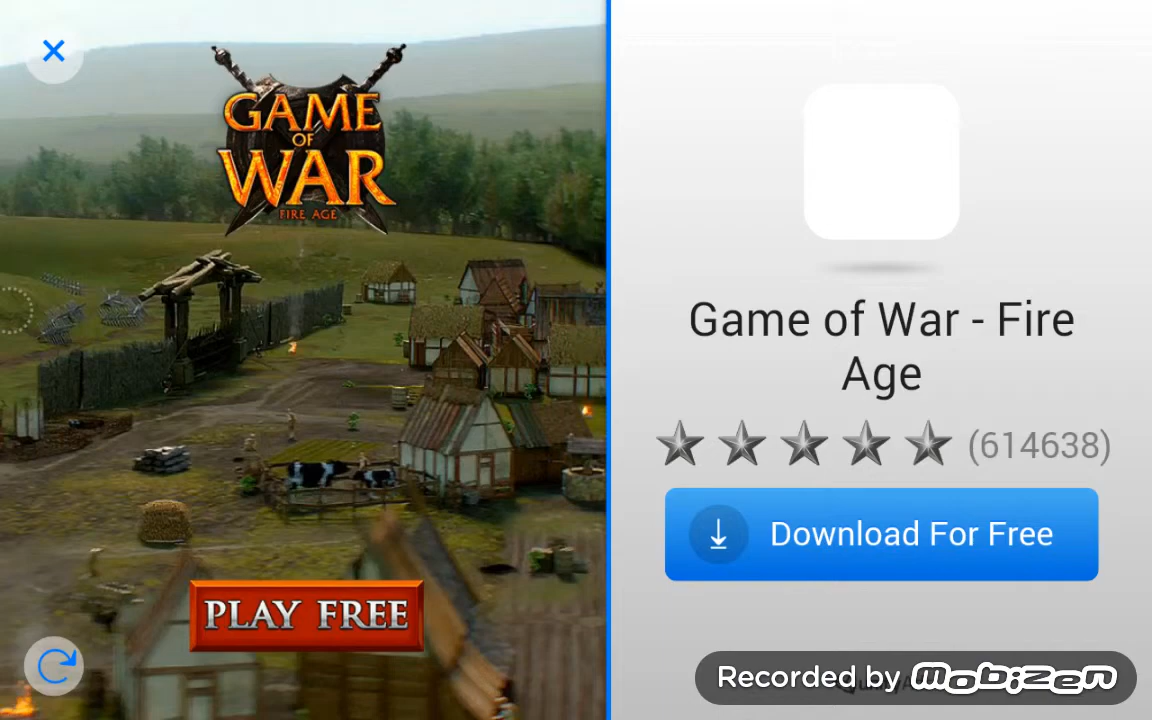 GAME
OF
WAR
FIRE AGE
PLAY FREE
Game of War - Fire
Age
(614638)
Download For Free
Recorded by mobizen